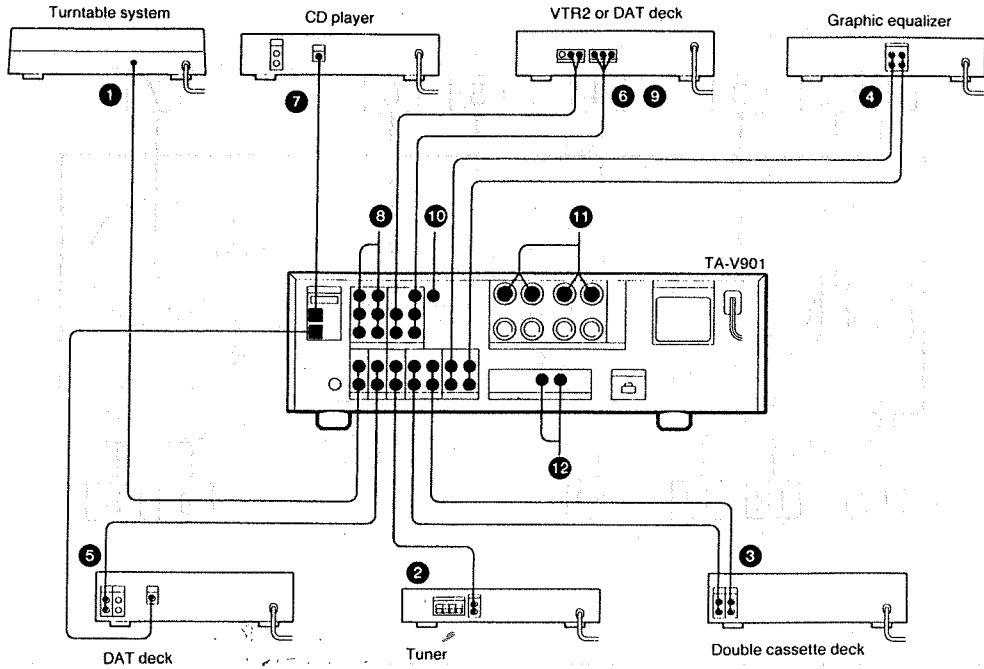 Turntable system
CD player
VTR2 or DAT deck
Graphic equalizer
1
7
6 9
4
8
10
11
TA-V901
12
5
2
3
DAT deck
Tuner
Double cassette deck